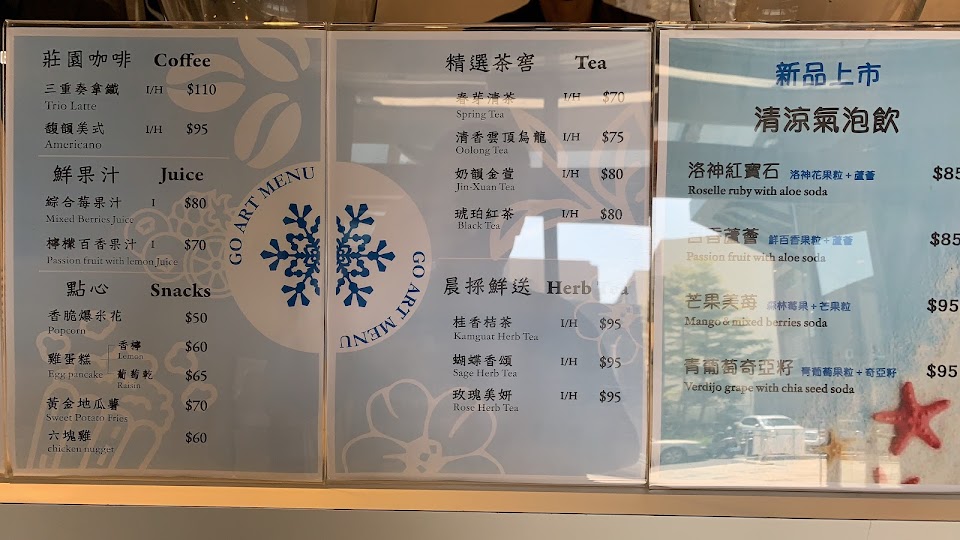 莊園咖啡 Coffee
三重奏拿鐵 I/H $110
Trio Latte
馥韻美式 I/H $95
Americano
鮮果汁 Juice
綜合莓果汁 I $80
Mixed Berries Juice
檸檬百香果汁 I $70
Passion fruit with lemon Juice
點心 Snacks
香脆爆米花 $50
Popcorn
雞蛋糕 香檸 $60
Egg pancake Leman
葡萄乾 $65
Raisin
黃金地瓜薯 $70
Sweet Potato Fries
六塊雞 $60
chicken nugget
GO ART MENU
GO ART MENU
精選茶窖 Tea
春芽清茶 I/H $70
Spring Tea
清香雲頂烏龍 I/H $75
Oolong Tea
奶韻金萱 I/H $80
Jin-Xuan Tea
琥珀紅茶 I/H $80
Black Tea
晨採鮮送 Herb Tea
桂香桔茶 I/H $95
Kamguat Herb Tea
蝴蝶香頌 I/H $95
Sage Herb Tea
玫瑰美妍 I/H $95
Rose Herb Tea
新品上市
清涼氣泡飲
洛神紅寶石 洛神花果粒+蘆薈 $85
Roselle ruby with aloe soda
百香蘆薈 鮮百香果粒+蘆薈 $85
Passion fruit with aloe soda
芒果美莓 森林莓果+芒果粒 $95
Mango & mixed berries soda
青葡萄奇亞籽 青葡萄果粒+奇亞籽 $95
Verdijo grape with chia seed soda